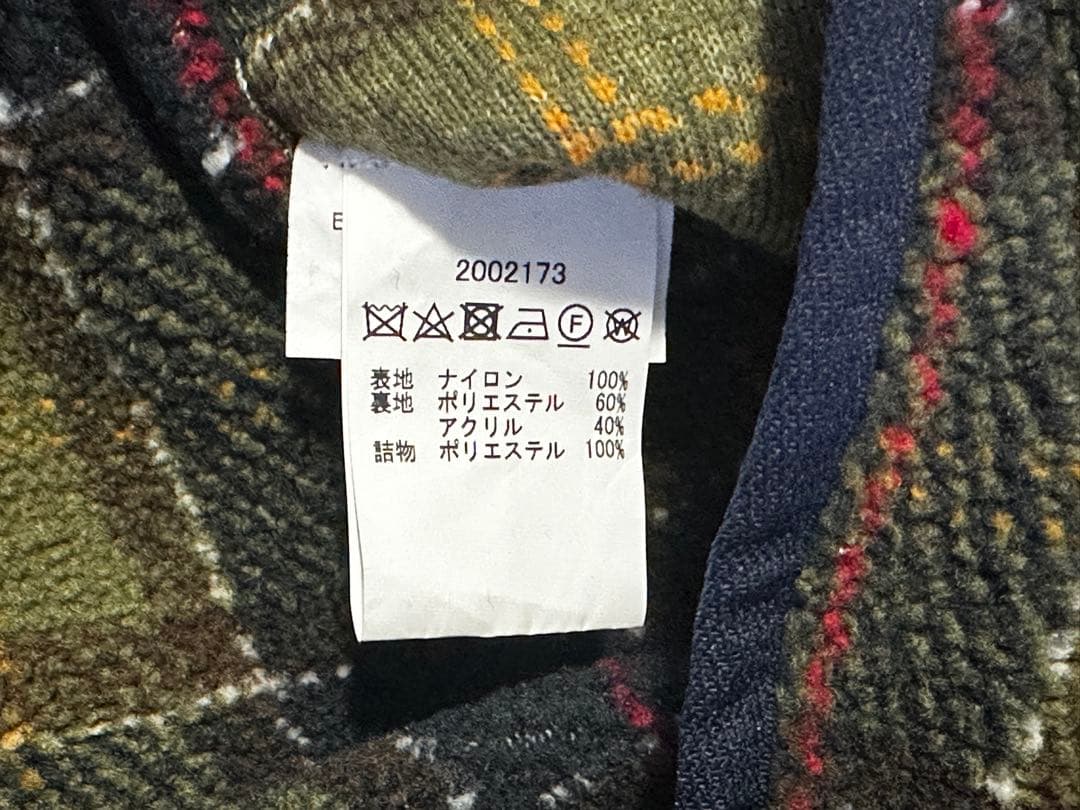 2002173
F W
表地 ナイロン 100%
裏地 ポリエステル 60%
アクリル 40%
詰物 ポリエステル 100%